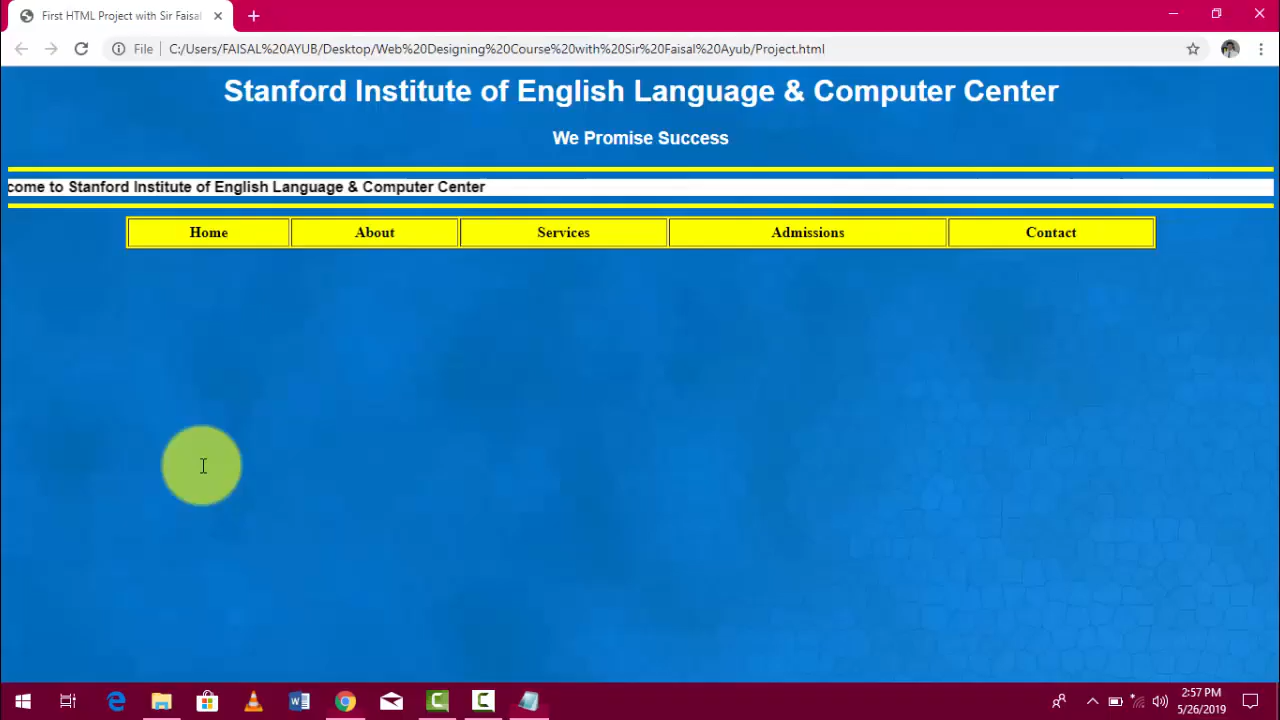 First HTML Project with Sir Faisal
File C:/Users/FAISAL%20AYUB/Desktop/Web%20Designing%20Course%20with%20Sir%20Faisal%20Ayub/Project.html
Stanford Institute of English Language & Computer Center
We Promise Success
come to Stanford Institute of English Language & Computer Center
Home About Services Admissions Contact
2:57 PM
5/26/2019